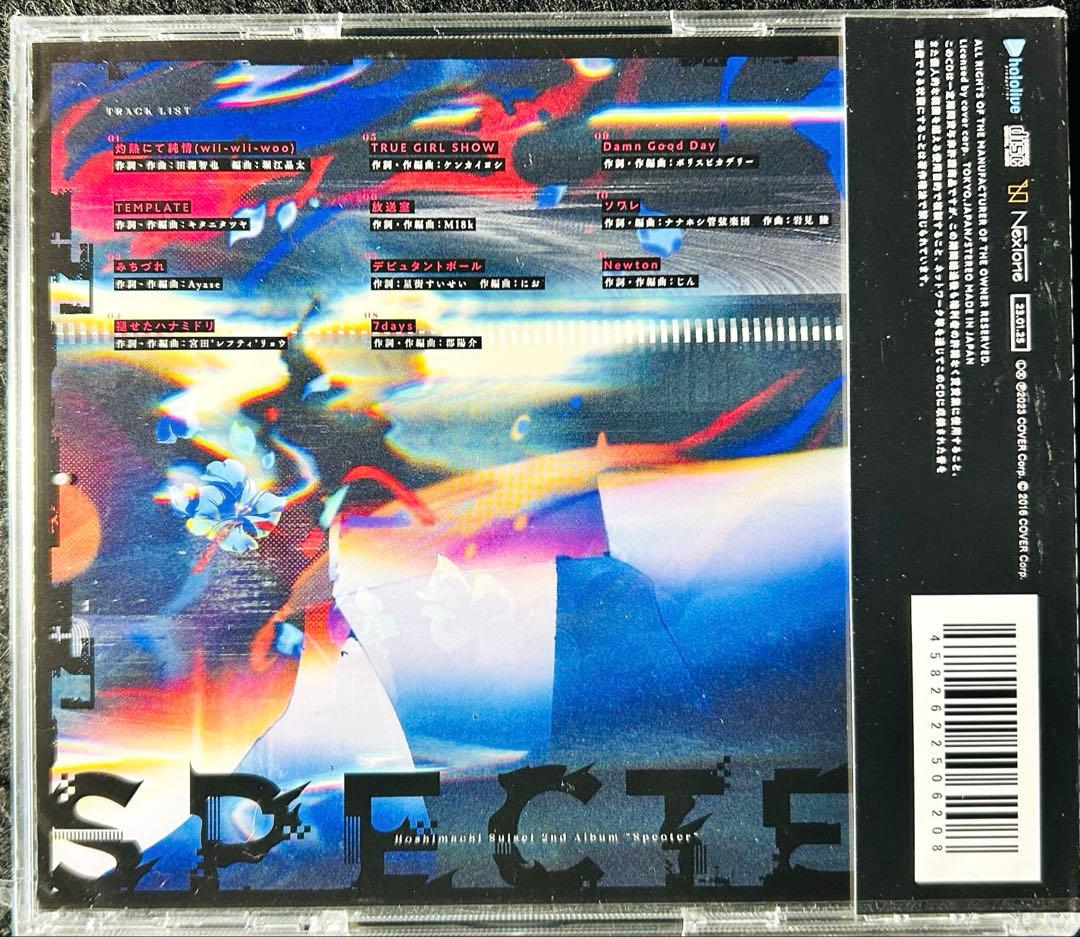 TRACK LIST
01
灼熱にて純情(wii-wii-woo)
作詞・作曲:田淵智也 編曲:堀江晶太
TEMPLATE
作詞・作編曲:キタニタツヤ
みちづれ
作詞・作編曲:Ayase
04
褪せたハナミドリ
作詞・作編曲:宮田'レフティ'リョウ
05
TRUE GIRL SHOW
作詞・作編曲:ケンカイヨシ
放送室
作詞・作編曲:M18k
デビュタントボール
作詞:星街すいせい 作編曲:にお
08
7days
作詞・作編曲:都陽介
09
Damn Good Day
作詞・作編曲:ポリスピカデリー
10
ソワレ
作詞・編曲:ナナホシ管弦楽団 作曲:岩見 陸
Newton
作詞・作編曲:じん
SPECTE
Hoshimachi Suisei 2nd Album "Specter"
hololive
COMPACT disc
NexTone
23.01.25
ⒹⓇ Ⓟ2023 COVER Corp. © 2016 COVER Corp.
ALL RIGHTS OF THE MANUFACTURER OF THE OWNER RESERVED.
Licensed by cover corp. TOKYO,JAPAN/STEREO MADE IN JAPAN
4582622506208